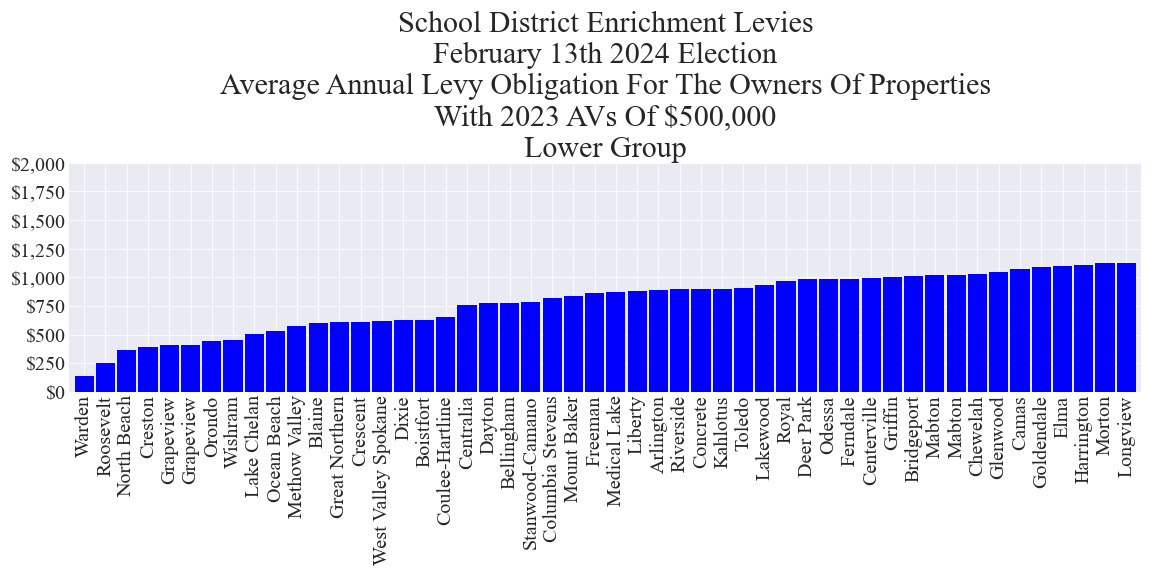 School District Enrichment Levies
February 13th 2024 Election
Average Annual Levy Obligation For The Owners Of Properties
With 2023 AVs Of $500,000
Lower Group
$2,000
$1,750
$1,500
$1,250
$1,000
$750
$500
$250
$0
Warden
Roosevelt
North Beach
Creston
Grapeview
Grapeview
Orondo
Wishram
Lake Chelan
Ocean Beach
Methow Valley
Blaine
Great Northern
Crescent
West Valley Spokane
Dixie
Boistfort
Coulee-Hartline
Centralia
Dayton
Bellingham
Stanwood-Camano
Columbia Stevens
Mount Baker
Freeman
Medical Lake
Liberty
Arlington
Riverside
Concrete
Kahlotus
Toledo
Lakewood
Royal
Deer Park
Odessa
Ferndale
Centerville
Griffin
Bridgeport
Mabton
Mabton
Chewelah
Glenwood
Camas
Goldendale
Elma
Harrington
Morton
Longview